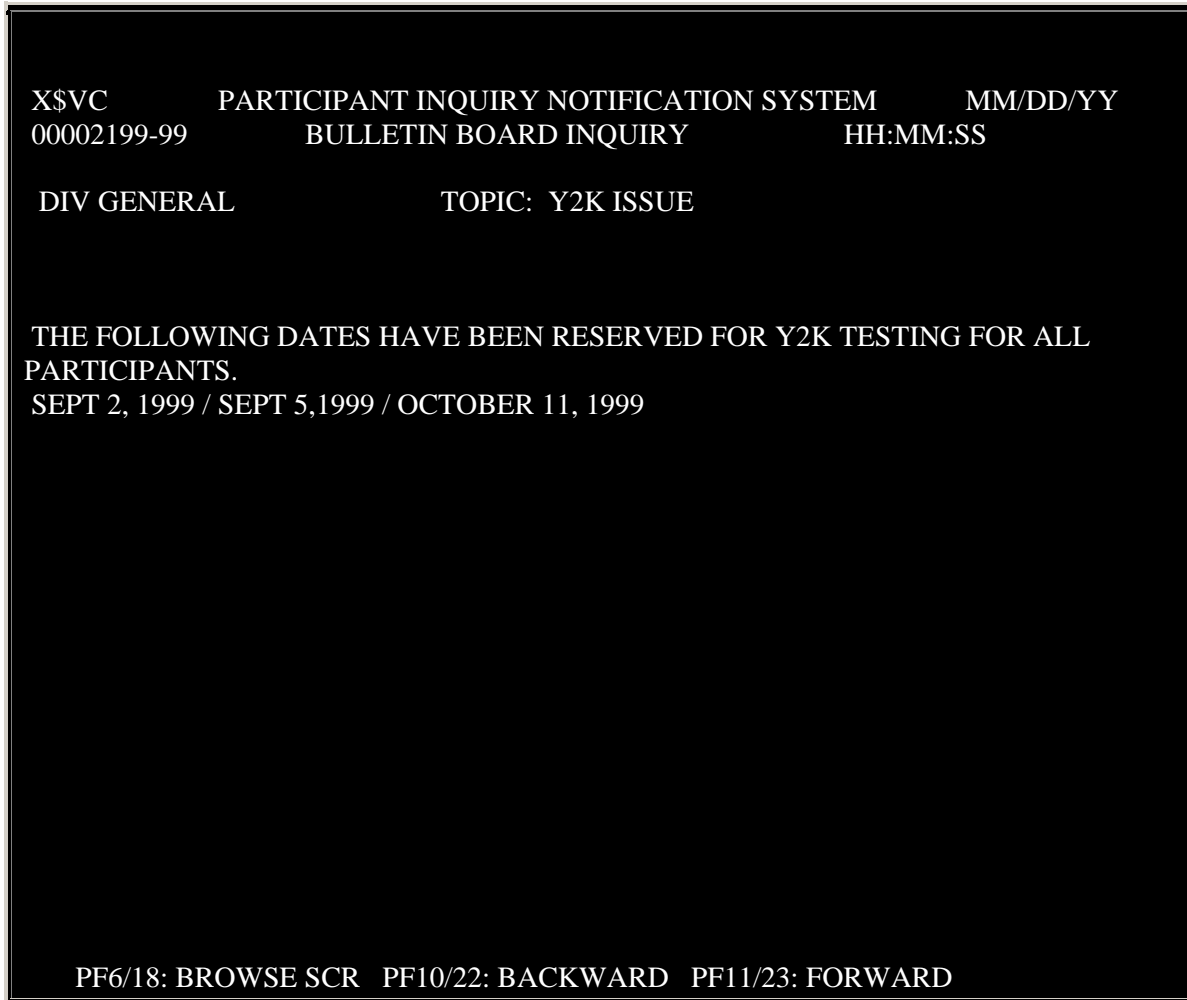 X$VC PARTICIPANT INQUIRY NOTIFICATION SYSTEM MM/DD/YY
00002199-99 BULLETIN BOARD INQUIRY HH:MM:SS
DIV GENERAL TOPIC: Y2K ISSUE
THE FOLLOWING DATES HAVE BEEN RESERVED FOR Y2K TESTING FOR ALL
PARTICIPANTS.
SEPT 2, 1999 / SEPT 5,1999 / OCTOBER 11, 1999
PF6/18: BROWSE SCR PF10/22: BACKWARD PF11/23: FORWARD